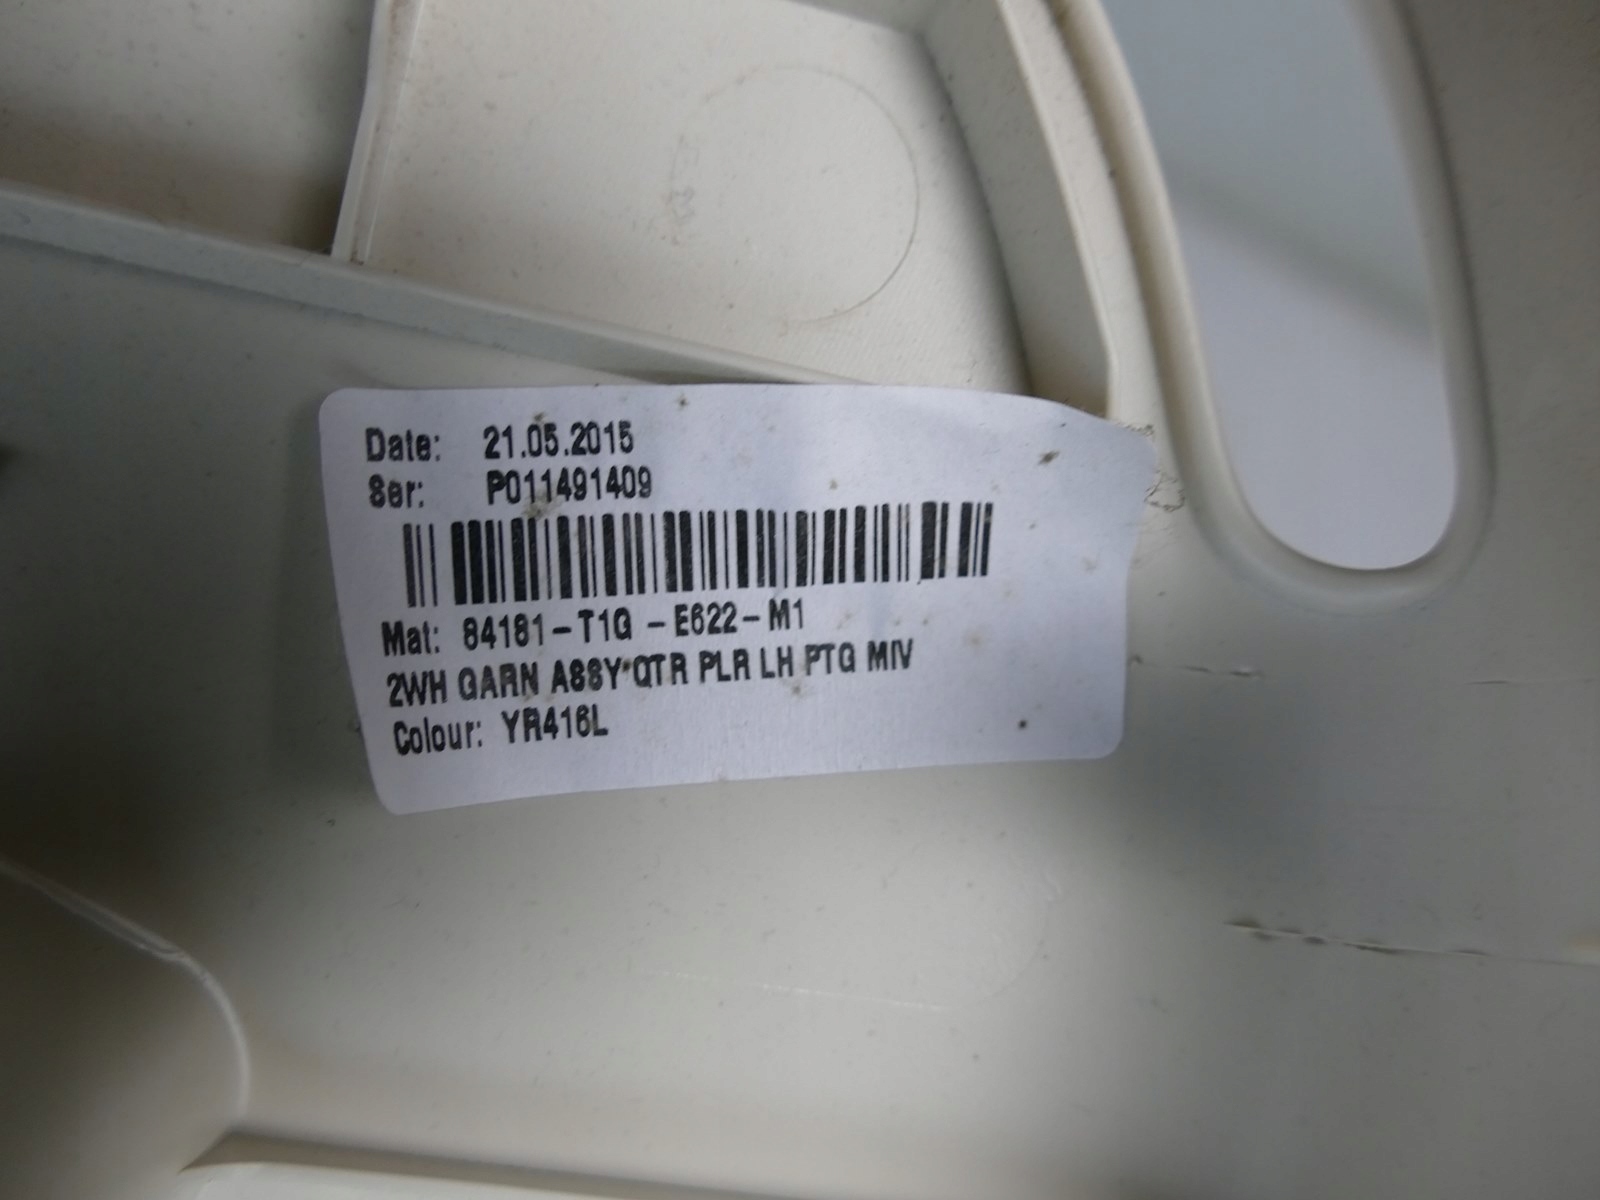 Date: 21.05.2015
Ser: P011491409
Mat: 84181-T1G -E622-M1
2WH GARN ASSY QTR PLR LH PTG MIV
Colour: YR416L